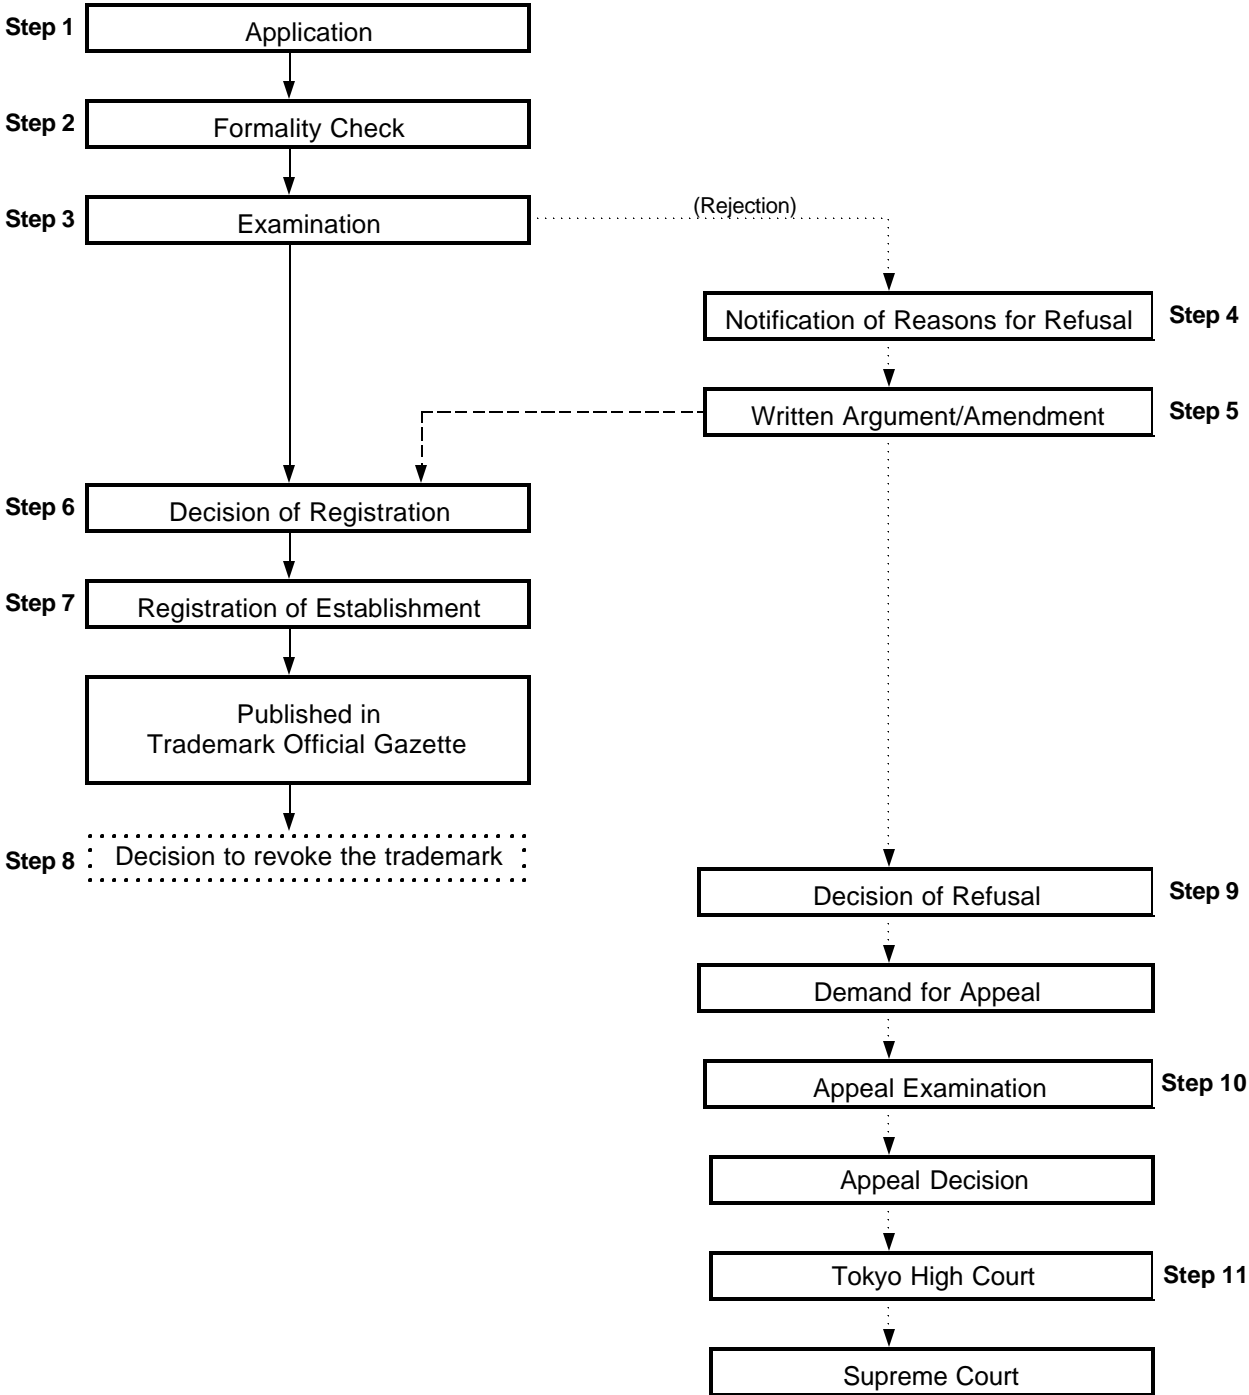 Step 1
Application
Step 2
Formality Check
Step 3
Examination
(Rejection)
Notification of Reasons for Refusal
Step 4
Written Argument/Amendment
Step 5
Step 6
Decision of Registration
Step 7
Registration of Establishment
Published in
Trademark Official Gazette
Step 8
Decision to revoke the trademark
Decision of Refusal
Step 9
Demand for Appeal
Appeal Examination
Step 10
Appeal Decision
Tokyo High Court
Step 11
Supreme Court